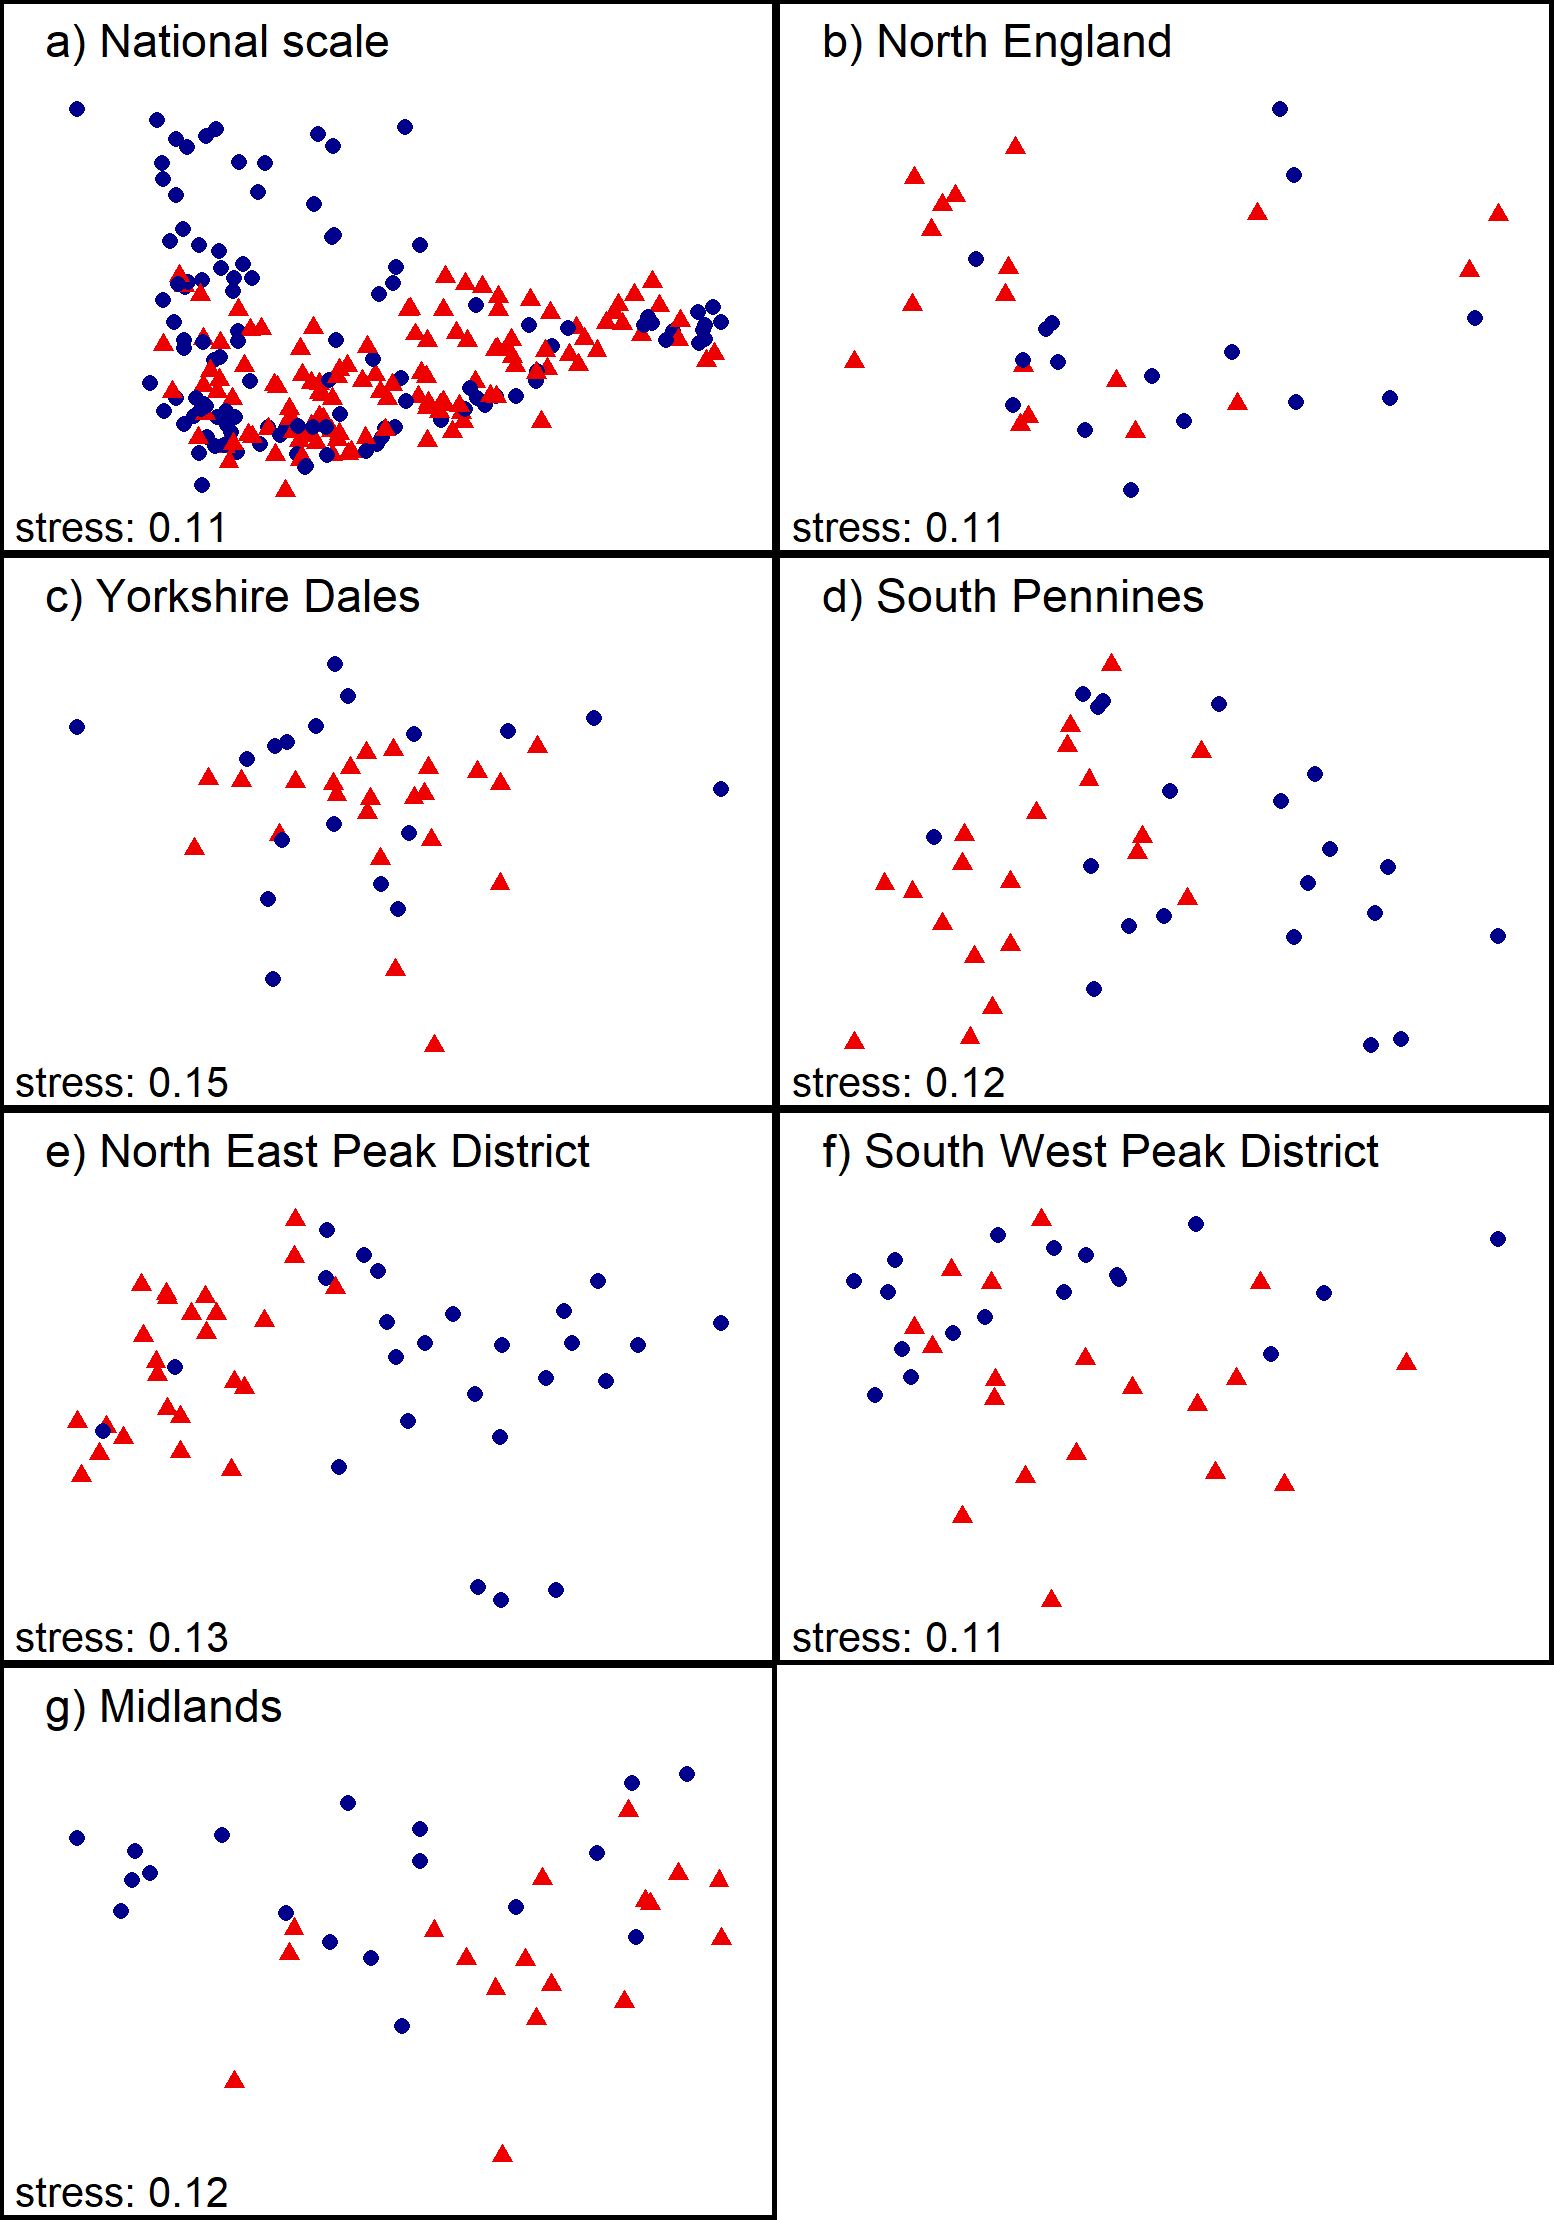 a) National scale
stress: 0.11
b) North England
stress: 0.11
c) Yorkshire Dales
stress: 0.15
d) South Pennines
stress: 0.12
e) North East Peak District
stress: 0.13
f) South West Peak District
stress: 0.11
g) Midlands
stress: 0.12